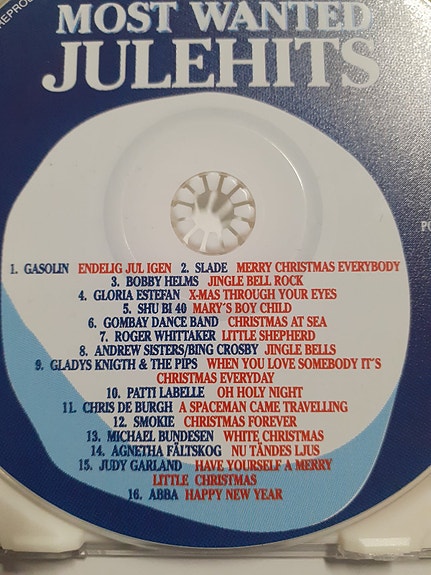 REPROD
MOST WANTED
JULEHITS
1. GASOLIN ENDELIG JUL IGEN 2. SLADE MERRY CHRISTMAS EVERYBODY
3. BOBBY HELMS JINGLE BELL ROCK
4. GLORIA ESTEFAN X-MAS THROUGH YOUR EYES
5. SHU BI 40 MARY´S BOY CHILD
6. GOMBAY DANCE BAND CHRISTMAS AT SEA
7. ROGER WHITTAKER LITTLE SHEPHERD
8. ANDREW SISTERS/BING CROSBY JINGLE BELLS
9. GLADYS KNIGTH & THE PIPS WHEN YOU LOVE SOMEBODY IT´S
CHRISTMAS EVERYDAY
10. PATTI LABELLE OH HOLY NIGHT
11. CHRIS DE BURGH A SPACEMAN CAME TRAVELLING
12. SMOKIE CHRISTMAS FOREVER
13. MICHAEL BUNDESEN WHITE CHRISTMAS
14. AGNETHA FÄLTSKOG NU TÄNDES LJUS
15. JUDY GARLAND HAVE YOURSELF A MERRY
LITTLE CHRISTMAS
16. ABBA HAPPY NEW YEAR